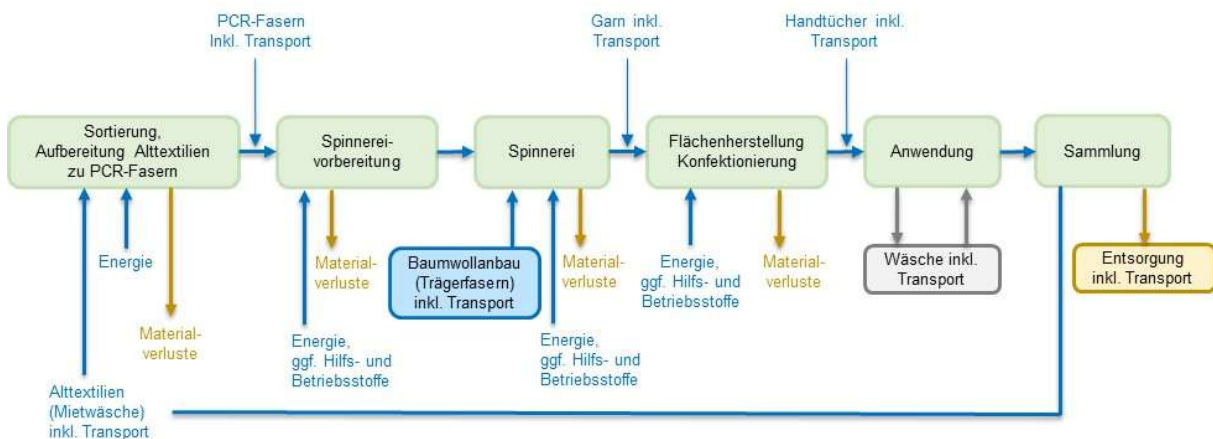 PCR-Fasern
Inkl. Transport
Garn inkl.
Transport
Handtücher inkl.
Transport
Sortierung,
Aufbereitung Alttextilien
zu PCR-Fasern
Spinnerei-
vorbereitung
Spinnerei
Flächenherstellung
Konfektionierung
Anwendung
Sammlung
Energie
Material-
verluste
Material-
verluste
Energie,
ggf. Hilfs- und
Betriebsstoffe
Baumwollanbau
(Trägerfasern)
inkl. Transport
Material-
verluste
Energie,
ggf. Hilfs- und
Betriebsstoffe
Energie,
ggf. Hilfs- und
Betriebsstoffe
Material-
verluste
Wäsche inkl.
Transport
Entsorgung
inkl. Transport
Alttextilien
(Mietwäsche)
inkl. Transport